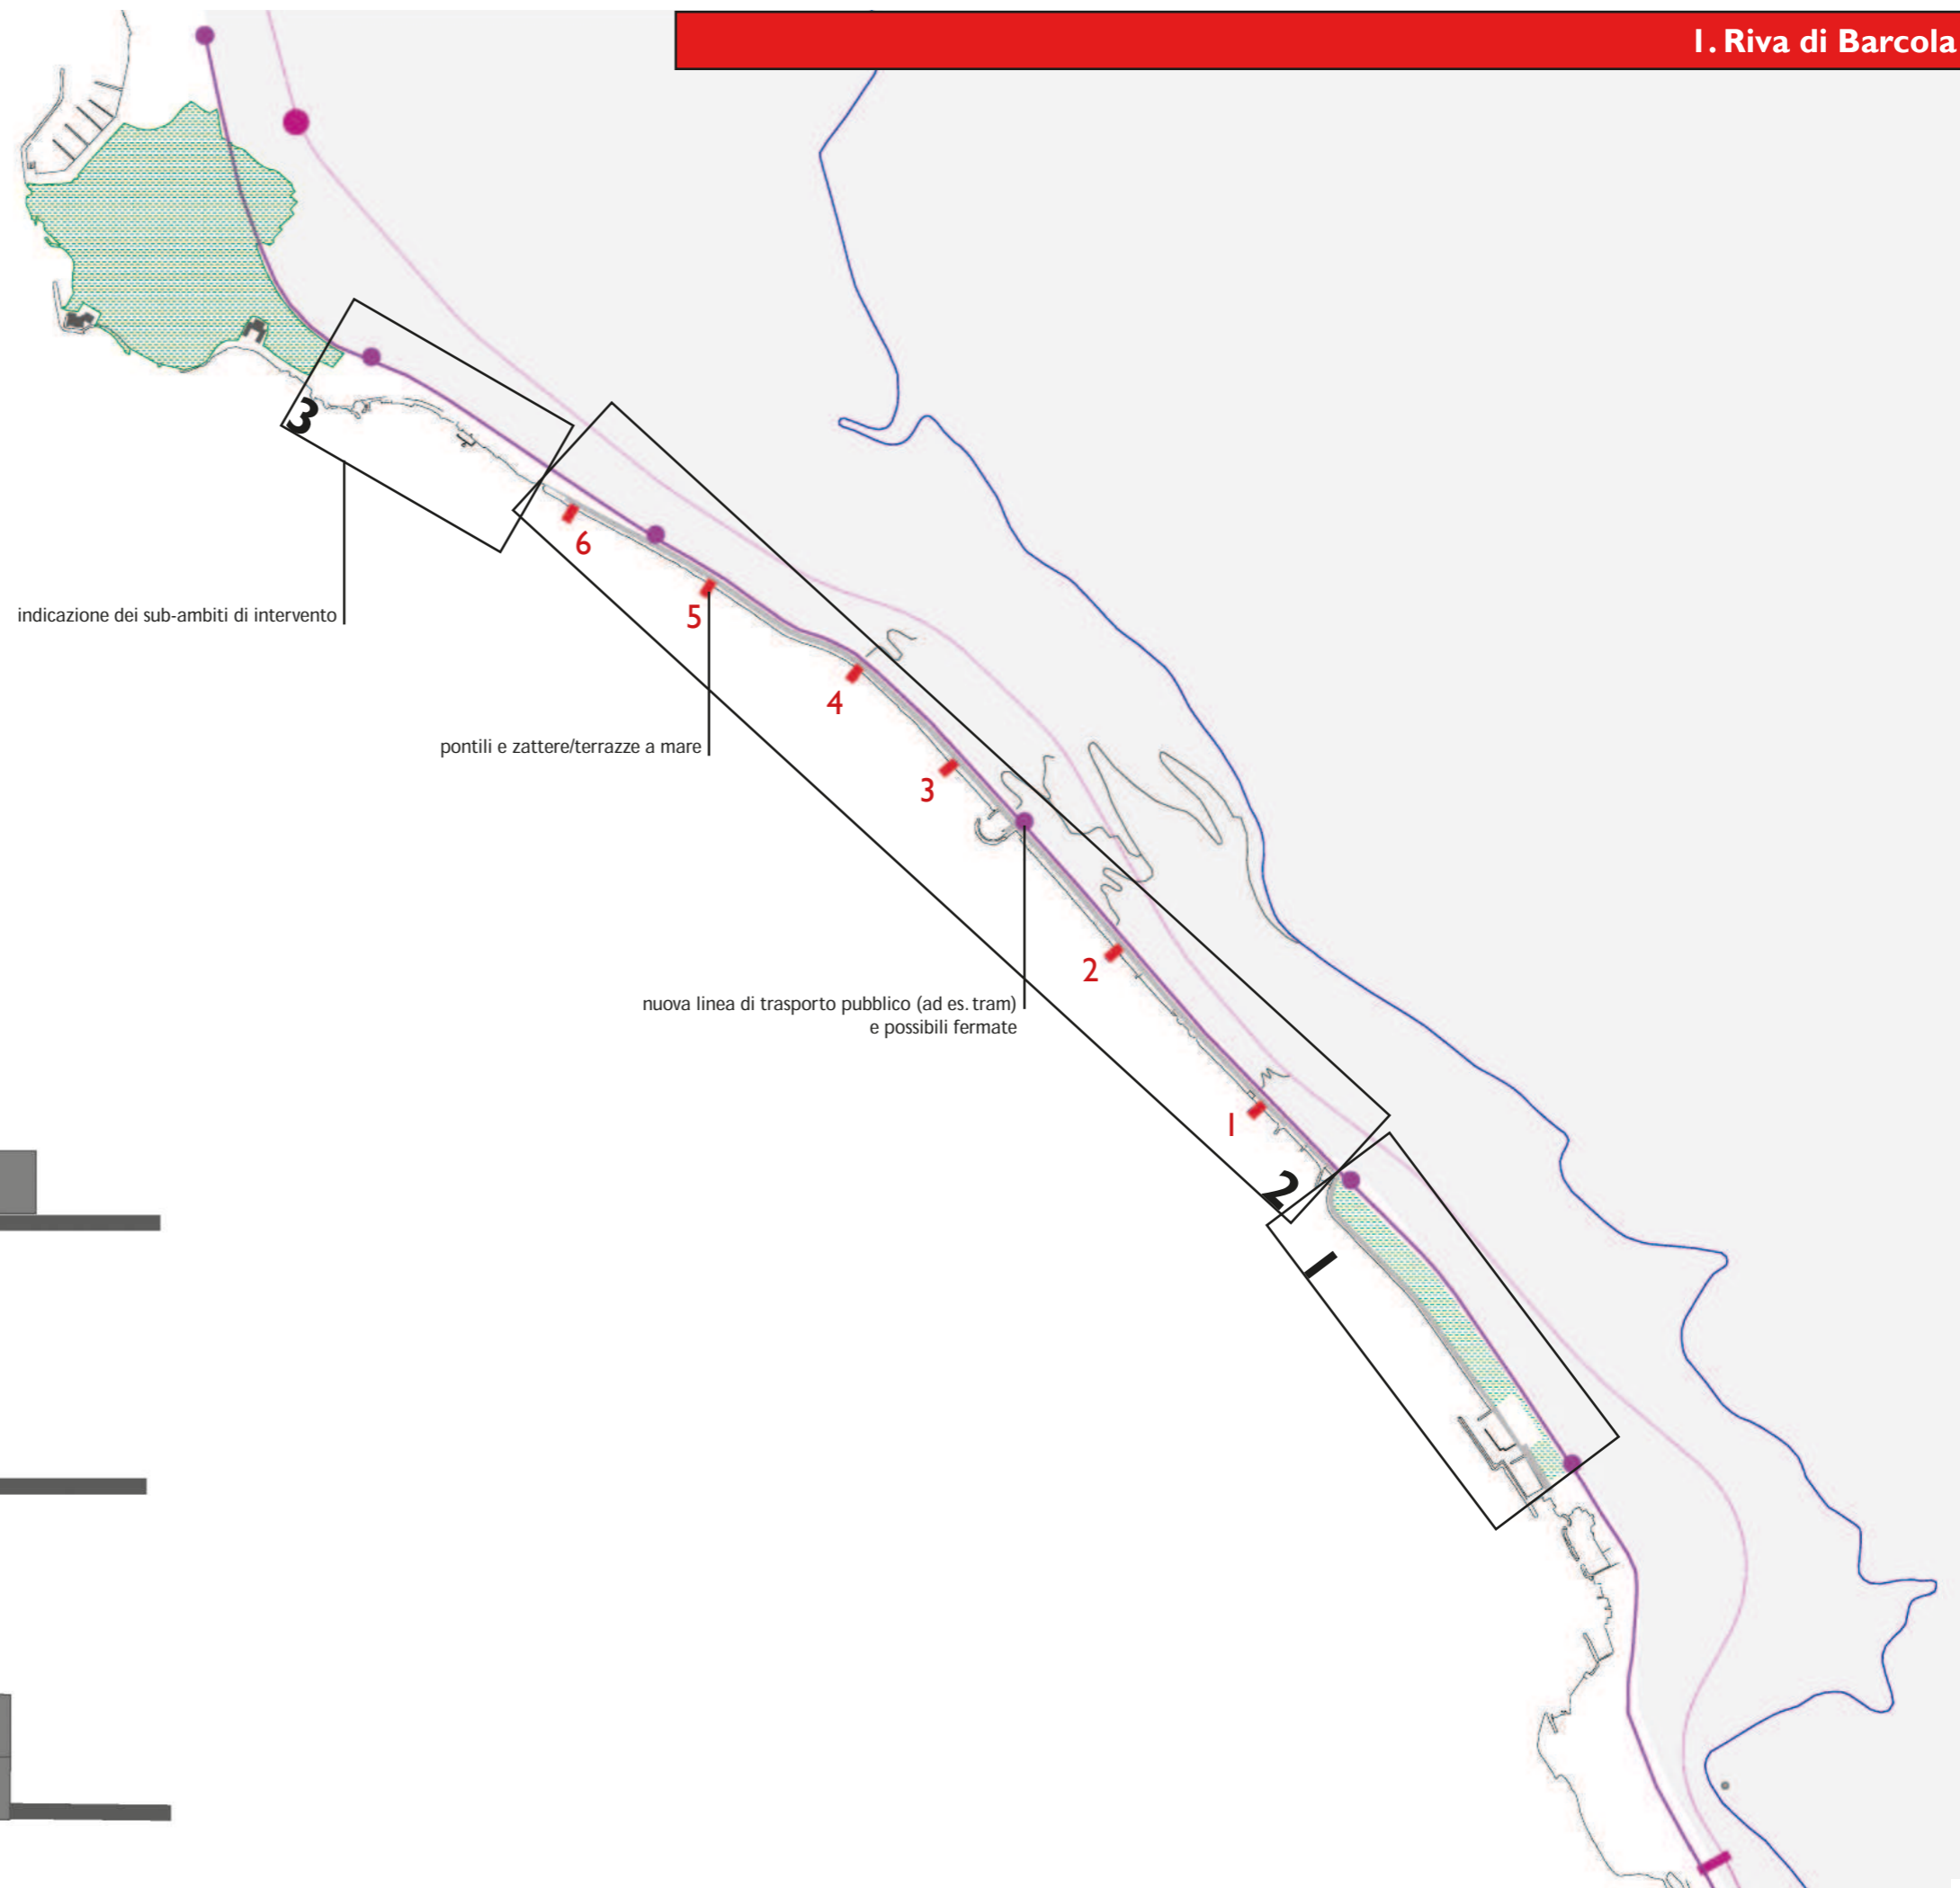 1. Riva di Barcola
3
6
indicazione dei sub-ambiti di intervento
5
4
pontili e zattere/terrazze a mare
3
2
nuova linea di trasporto pubblico (ad es. tram)
e possibili fermate
1
2
1